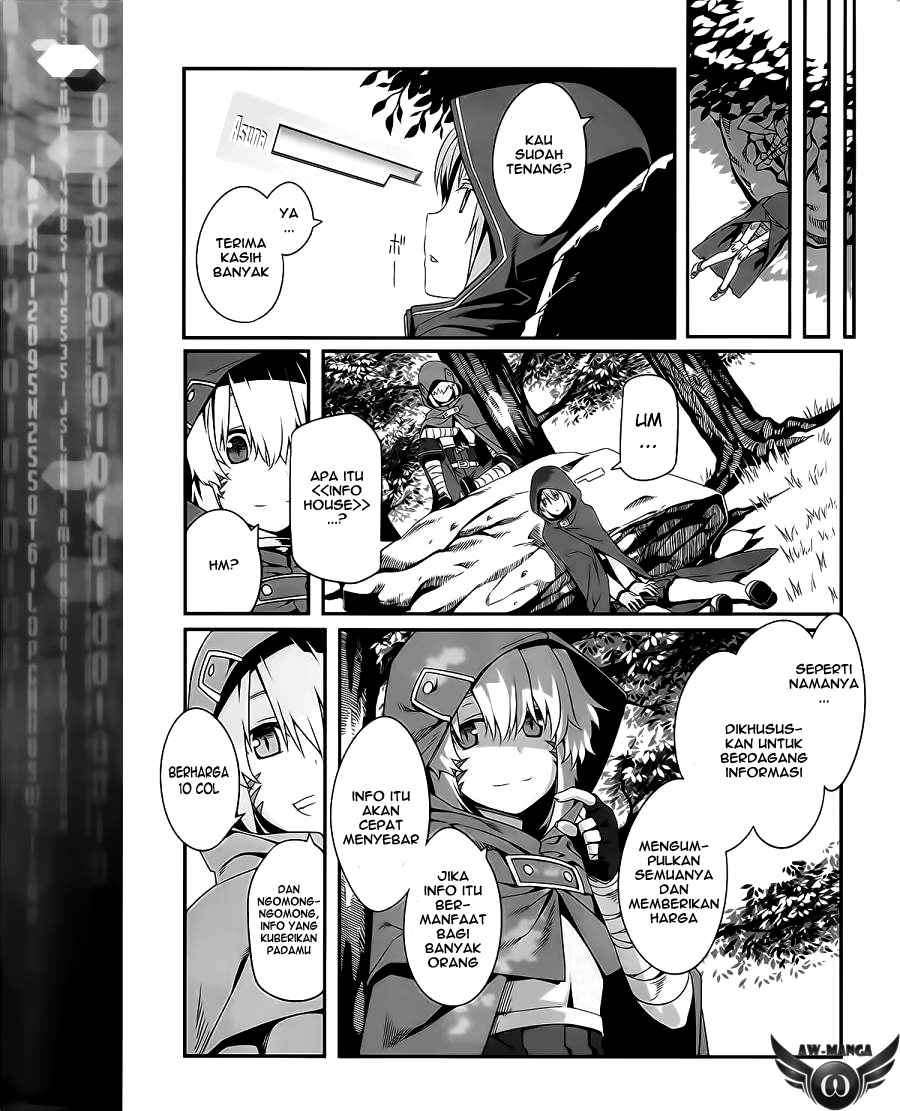 KAU
SUDAH
TENANG?
Asuna
YA
...
TERIMA
KASIH
BANYAK
ボー
UM
...
APA ITU
<<INFO
HOUSE>>
....?
HM?
SEPERTI
NAMANYA
...
DIKHUSUS-
KAN UNTUK
BERDAGANG
INFORMASI
MENGUM-
PULKAN
SEMUANYA
DAN
MEMBERIKAN
HARGA
JIKA
INFO ITU
BER-
MANFAAT
BAGI
BANYAK
ORANG
INFO ITU
AKAN
CEPAT
MENYEBAR
BERHARGA
10 COL
DAN
NGOMONG-
NGOMONG,
INFO YANG
KUBERIKAN
PADAMU
AW-MANGA